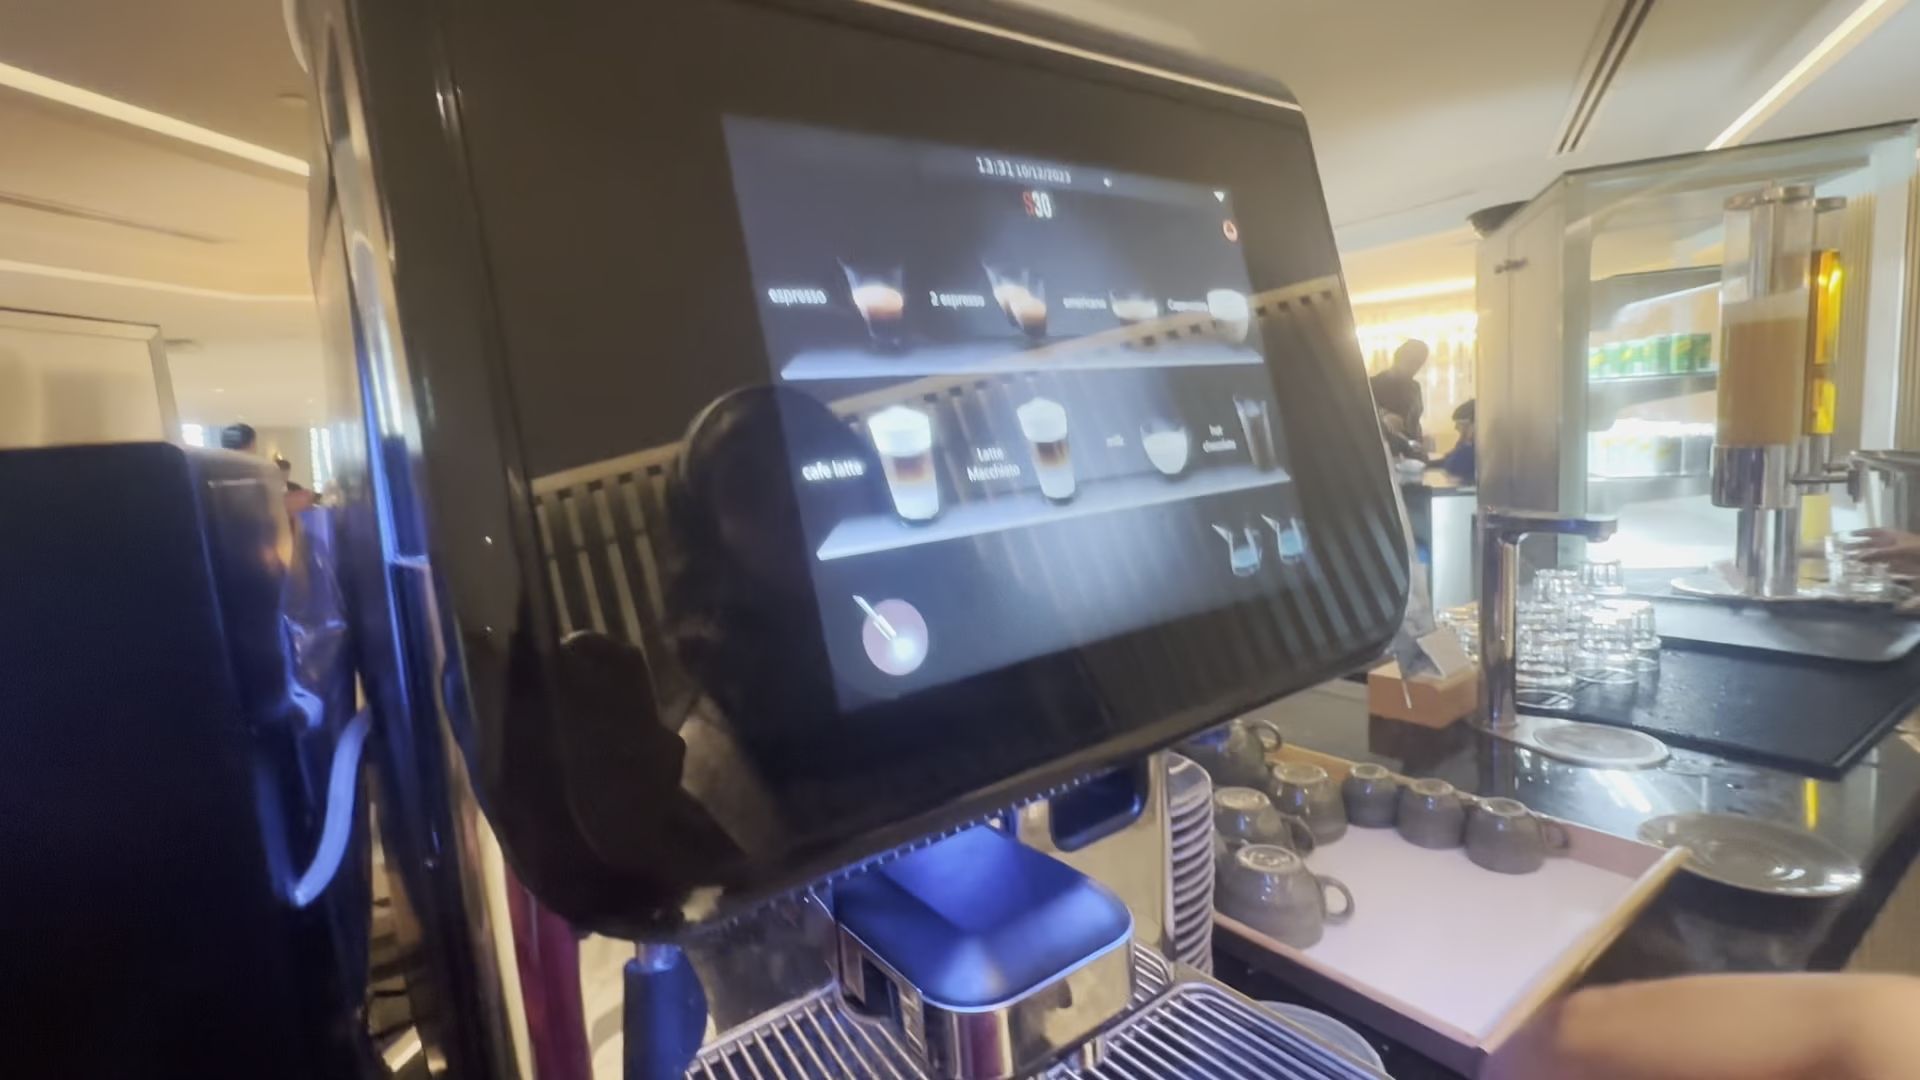 13:31 10/12/2023
S30
espresso
2 espresso
americano
Cappuccino
cafe latte
Latte
Macchiato
milk
hot
chocolate